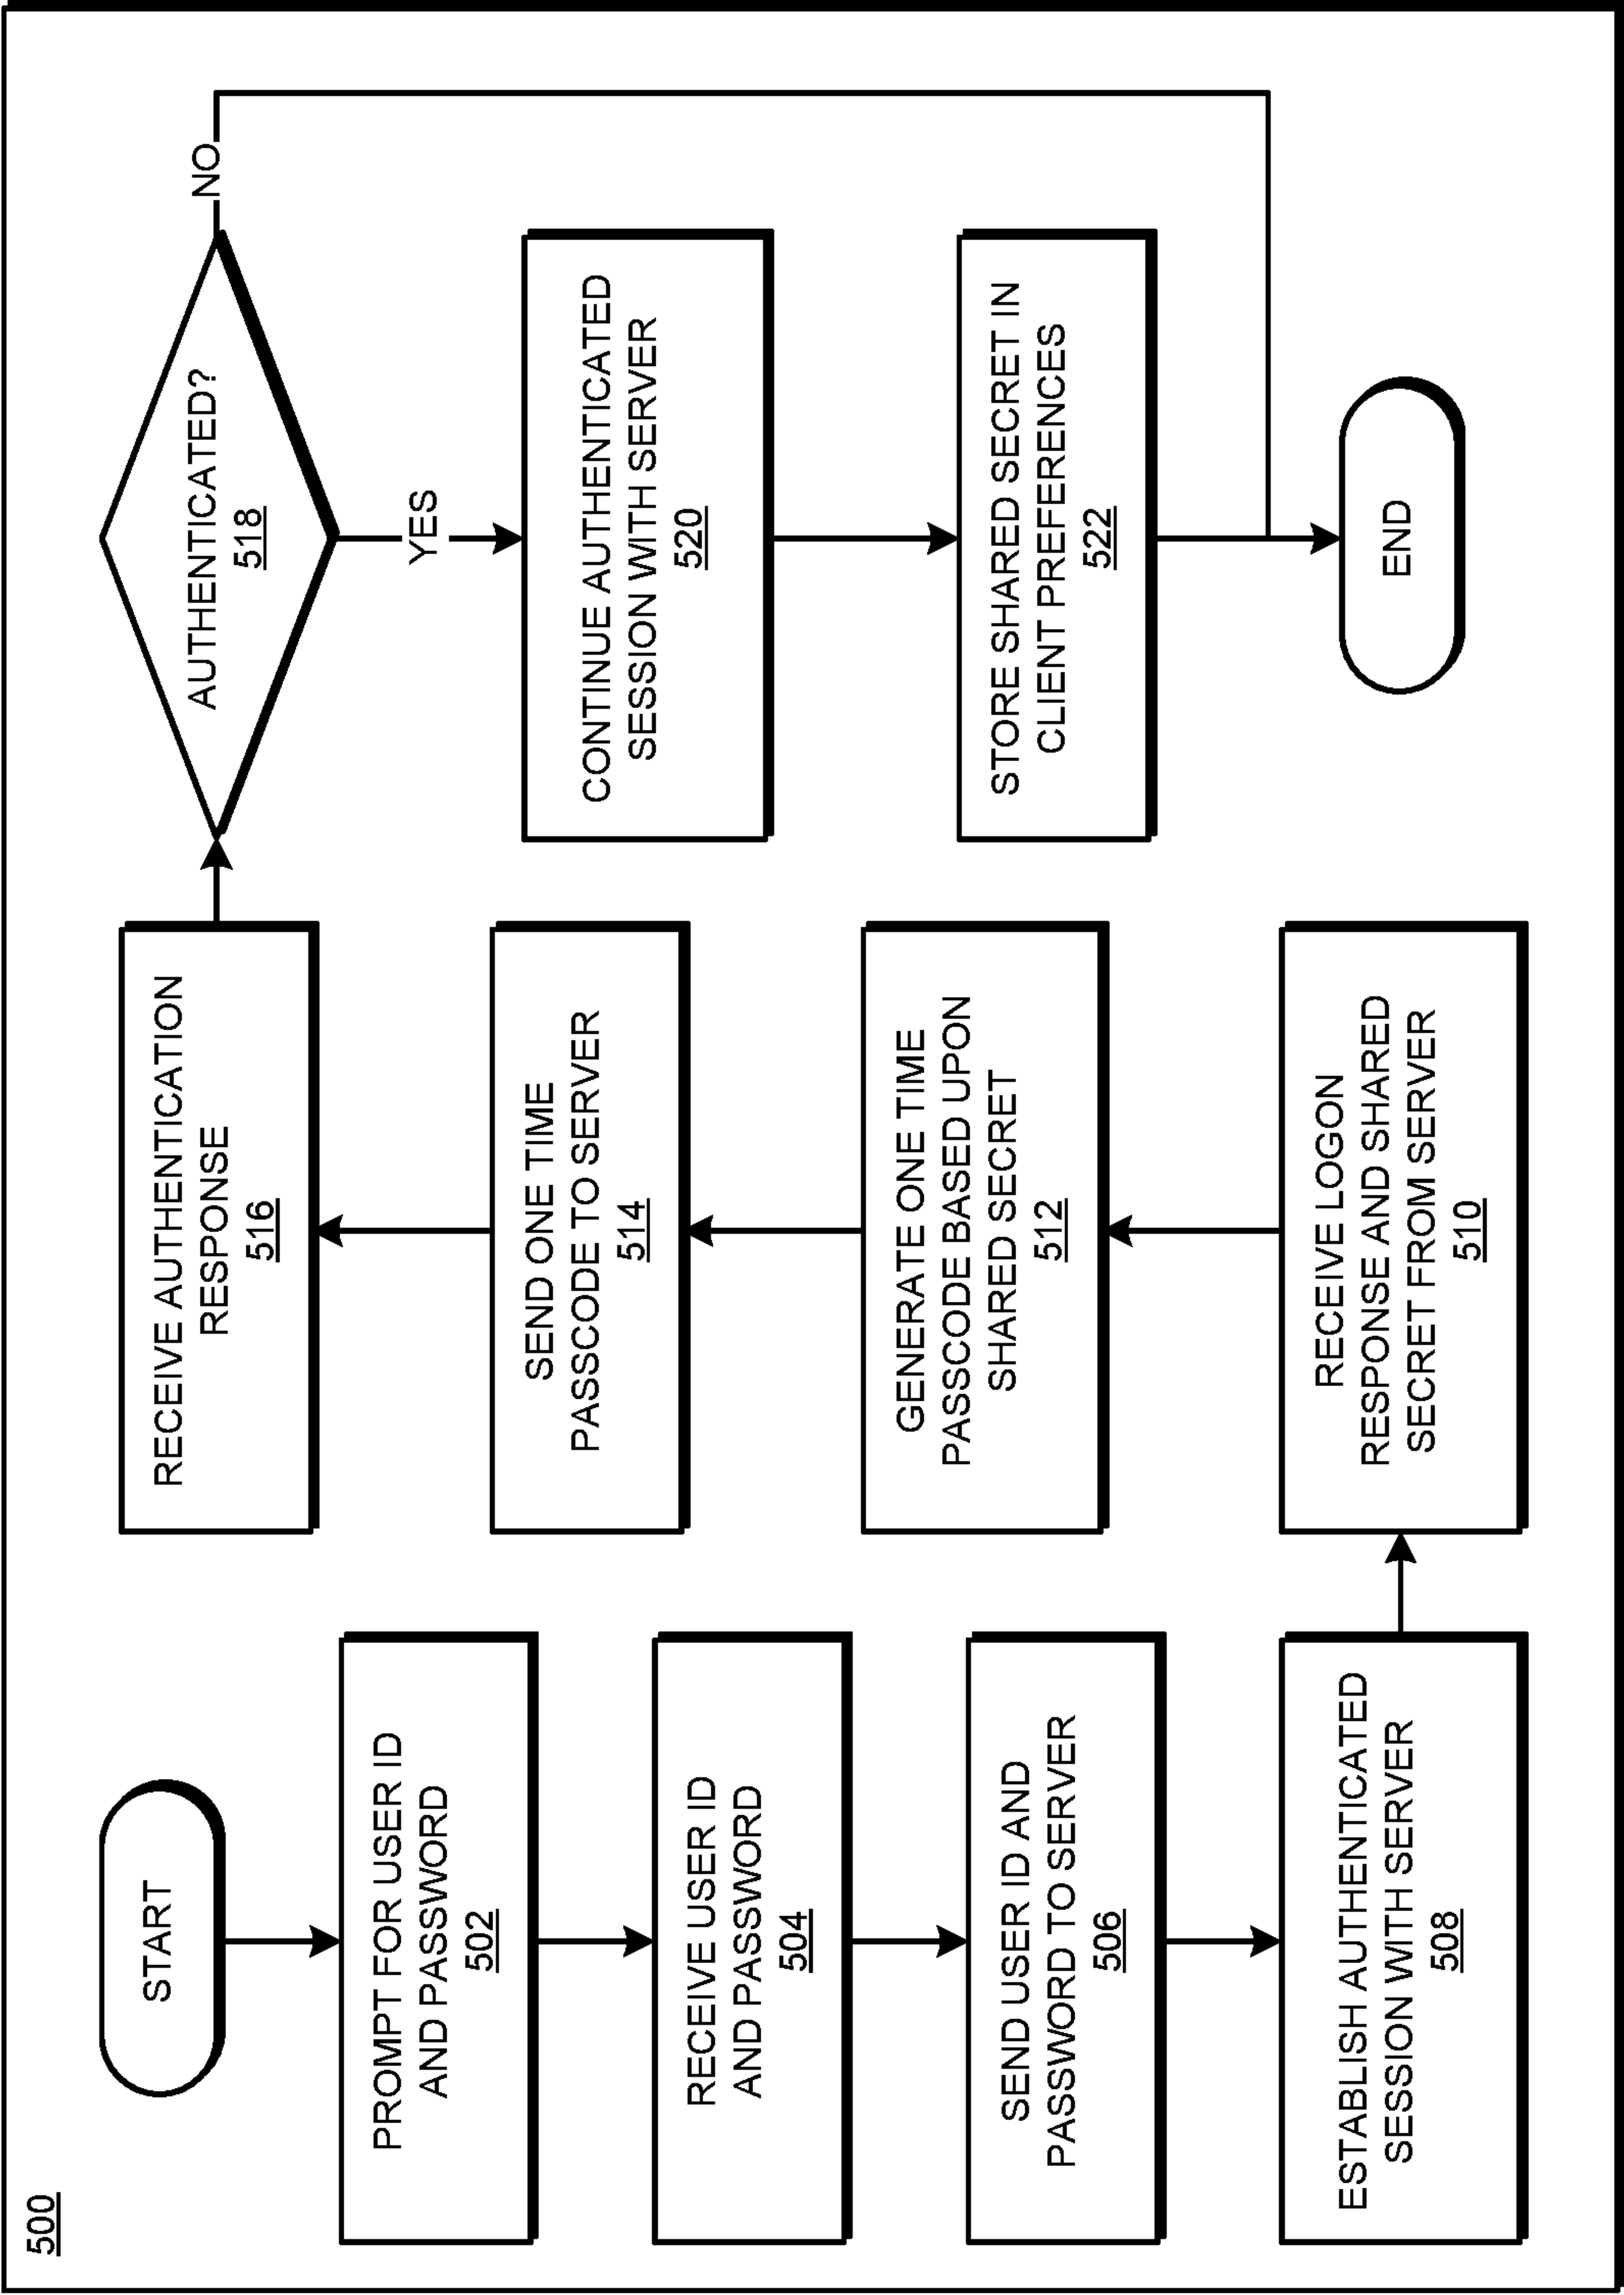 500
START
PROMPT FOR USER ID
AND PASSWORD
502
RECEIVE USER ID
AND PASSWORD
504
SEND USER ID AND
PASSWORD TO SERVER
506
ESTABLISH AUTHENTICATED
SESSION WITH SERVER
508
RECEIVE LOGON
RESPONSE AND SHARED
SECRET FROM SERVER
510
GENERATE ONE TIME
PASSCODE BASED UPON
SHARED SECRET
512
SEND ONE TIME
PASSCODE TO SERVER
514
RECEIVE AUTHENTICATION
RESPONSE
516
AUTHENTICATED?
518
NO
YES
CONTINUE AUTHENTICATED
SESSION WITH SERVER
520
STORE SHARED SECRET IN
CLIENT PREFERENCES
522
END